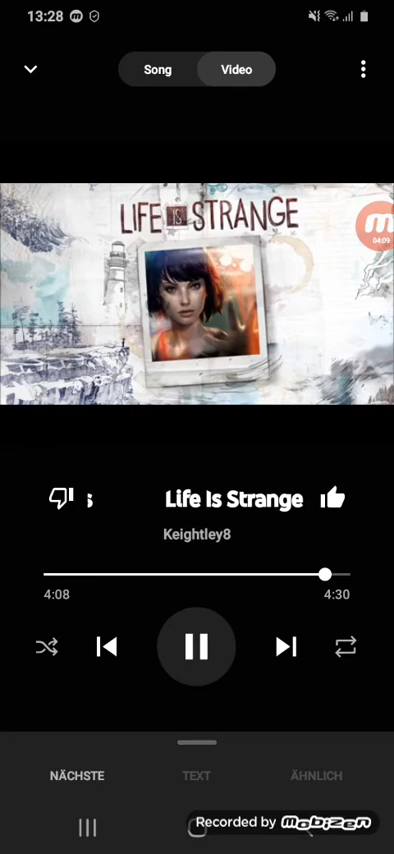 13:28
Song
Video
LIFE IS STRANGE
04:09
s
Life Is Strange
Keightley8
4:08
4:30
NÄCHSTE
TEXT
ÄHNLICH
Recorded by mobizen